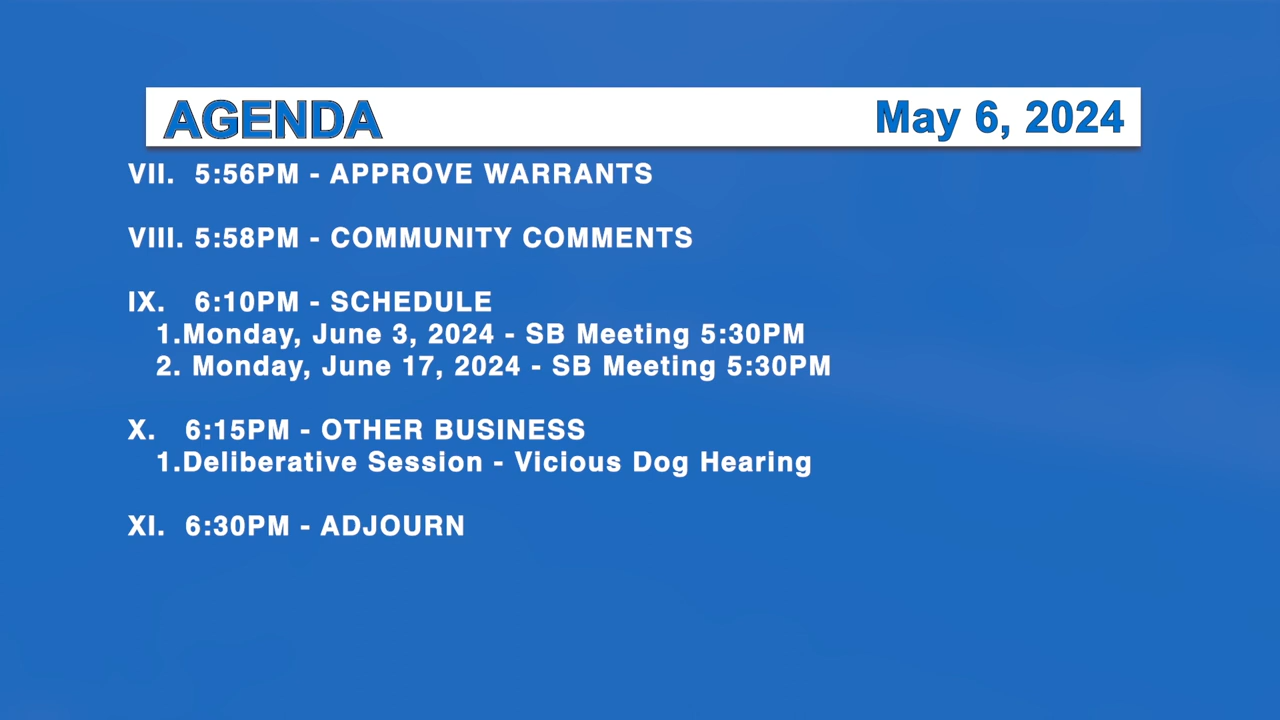 AGENDA May 6, 2024
VII. 5:56PM - APPROVE WARRANTS
VIII. 5:58PM - COMMUNITY COMMENTS
IX. 6:10PM - SCHEDULE
1.Monday, June 3, 2024 - SB Meeting 5:30PM
2. Monday, June 17, 2024 - SB Meeting 5:30PM
X. 6:15PM - OTHER BUSINESS
1.Deliberative Session - Vicious Dog Hearing
XI. 6:30PM - ADJOURN